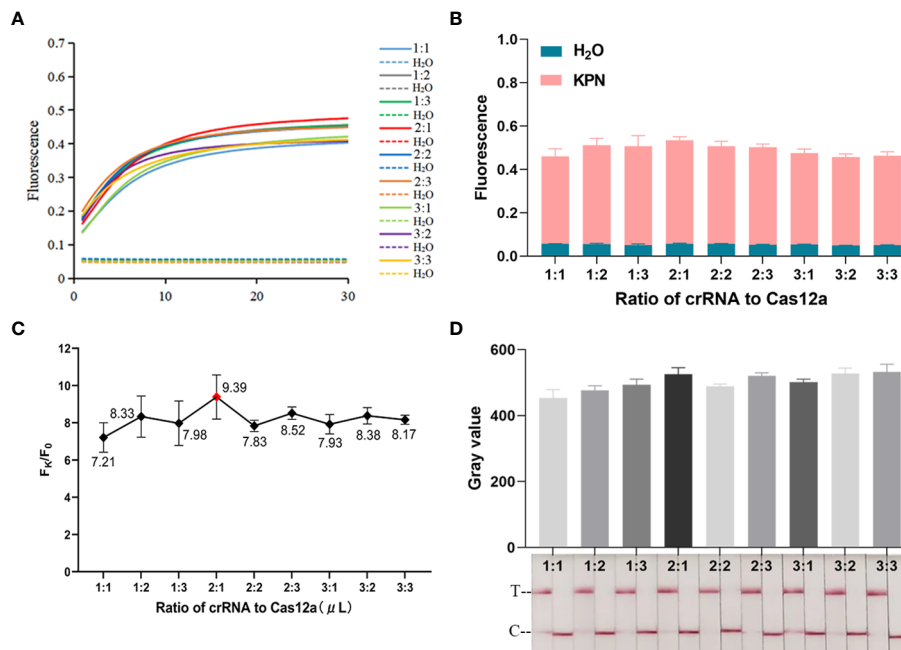 A
0.7
0.6
0.5
0.4
0.3
0.2
0.1
0
Fluorescence
0
10
20
30
1:1
H₂O
1:2
H₂O
1:3
H₂O
2:1
H₂O
2:2
H₂O
2:3
H₂O
3:1
H₂O
3:2
H₂O
3:3
H₂O
B
1.0
0.8
0.6
0.4
0.2
0.0
Fluorescence
H₂O
KPN
1:1 1:2 1:3 2:1 2:2 2:3 3:1 3:2 3:3
Ratio of crRNA to Cas12a
C
12
10
8
6
4
2
0
Fₖ/F₀
7.21
8.33
7.98
9.39
7.83
8.52
7.93
8.38
8.17
1:1 1:2 1:3 2:1 2:2 2:3 3:1 3:2 3:3
Ratio of crRNA to Cas12a(μL)
D
600
400
200
0
Gray value
1:1 1:2 1:3 2:1 2:2 2:3 3:1 3:2 3:3
T--
C--